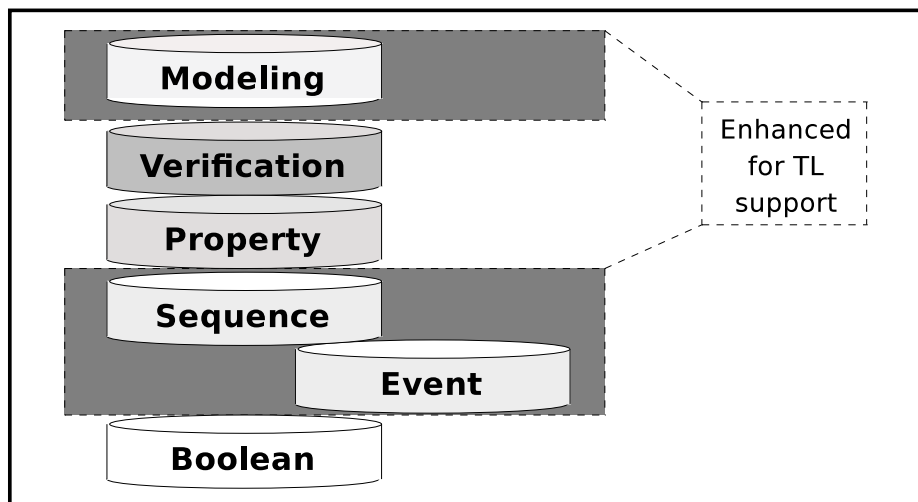 Modeling
Verification
Property
Sequence
Event
Boolean
Enhanced
for TL
support